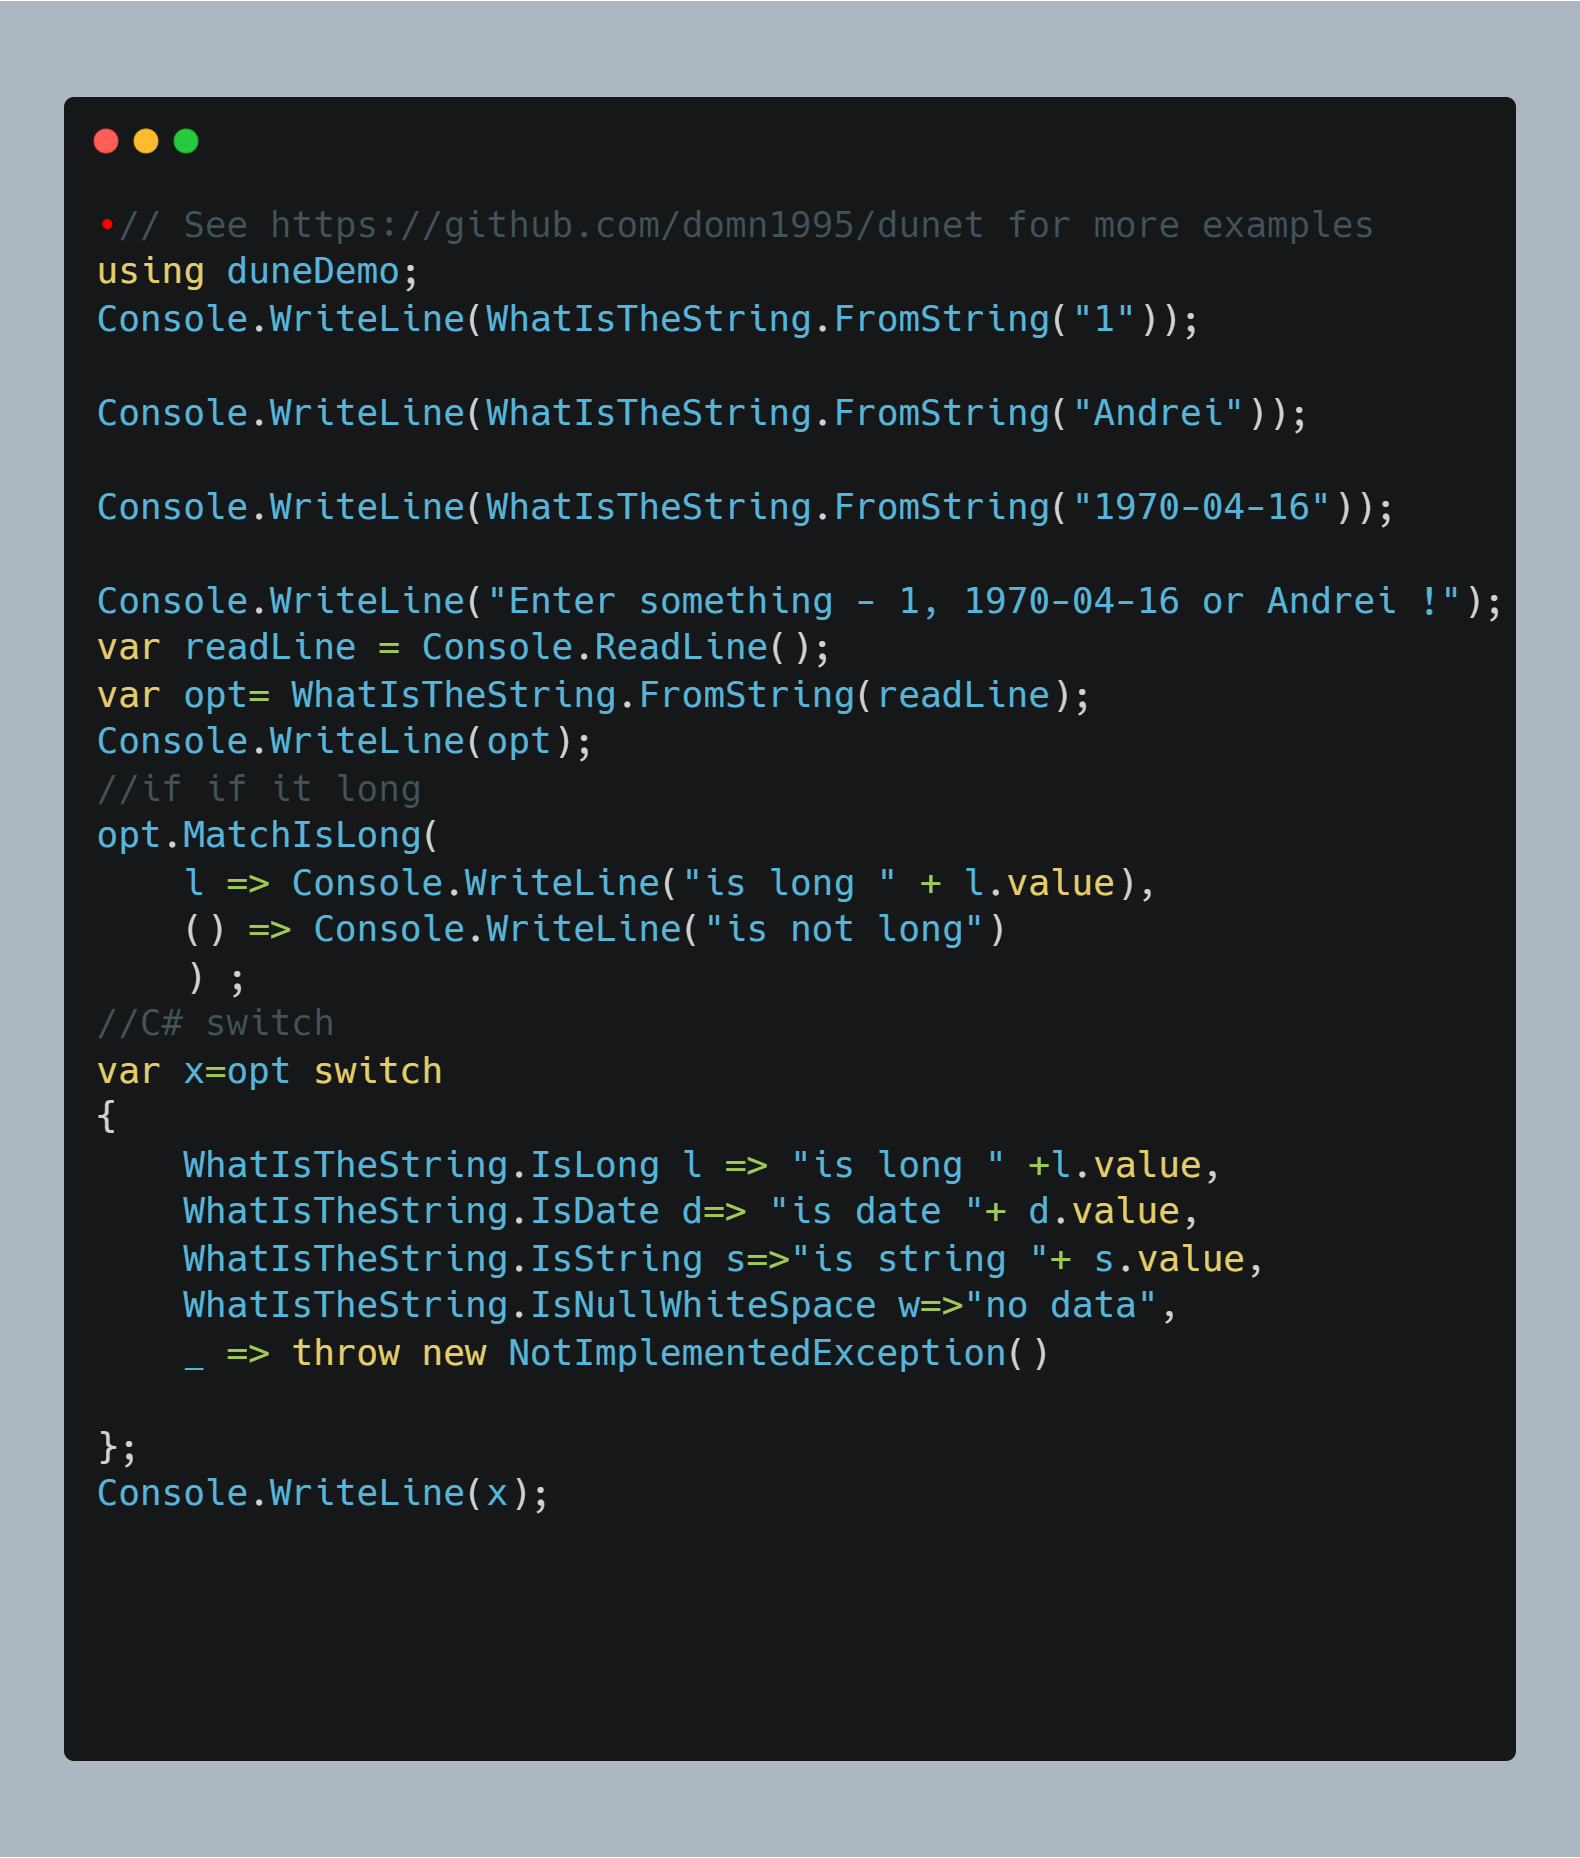 •// See https://github.com/domn1995/dunet for more examples
using duneDemo;
Console.WriteLine(WhatIsTheString.FromString("1"));
Console.WriteLine(WhatIsTheString.FromString("Andrei"));
Console.WriteLine(WhatIsTheString.FromString("1970-04-16"));
Console.WriteLine("Enter something - 1, 1970-04-16 or Andrei !");
var readLine = Console.ReadLine();
var opt= WhatIsTheString.FromString(readLine);
Console.WriteLine(opt);
//if if it long
opt.MatchIsLong(
    l => Console.WriteLine("is long " + l.value),
    () => Console.WriteLine("is not long")
    ) ;
//C# switch
var x=opt switch
{
    WhatIsTheString.IsLong l => "is long " +l.value,
    WhatIsTheString.IsDate d=> "is date "+ d.value,
    WhatIsTheString.IsString s=>"is string "+ s.value,
    WhatIsTheString.IsNullWhiteSpace w=>"no data",
    _ => throw new NotImplementedException()
};
Console.WriteLine(x);